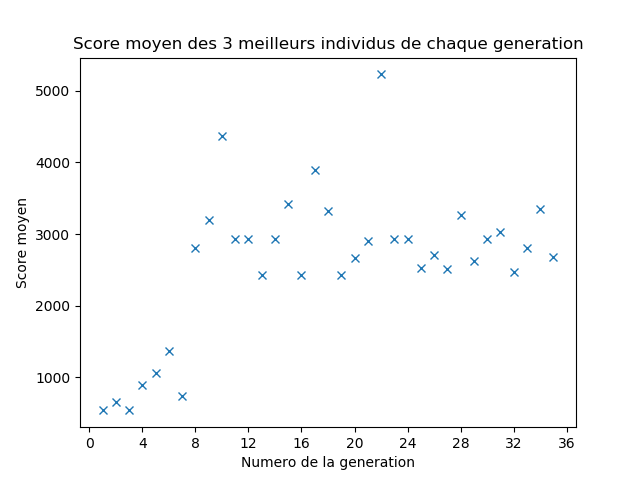 Score moyen des 3 meilleurs individus de chaque generation
5000
4000
3000
2000
1000
Score moyen
0 4 8 12 16 20 24 28 32 36
Numero de la generation